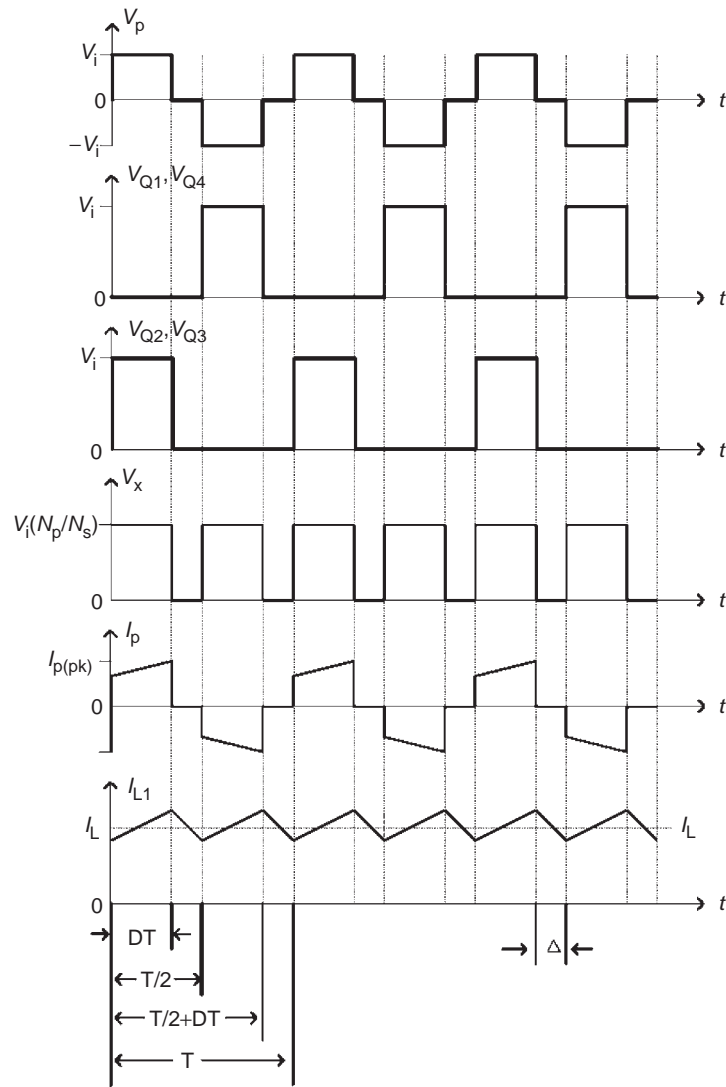 Vp
Vi
0
t
−Vi
VQ1, VQ4
Vi
0
t
VQ2, VQ3
Vi
0
t
Vx
Vi(Np/Ns)
0
t
Ip
Ip(pk)
0
t
IL1
IL
IL
0
t
DT
Δ
T/2
T/2+DT
T